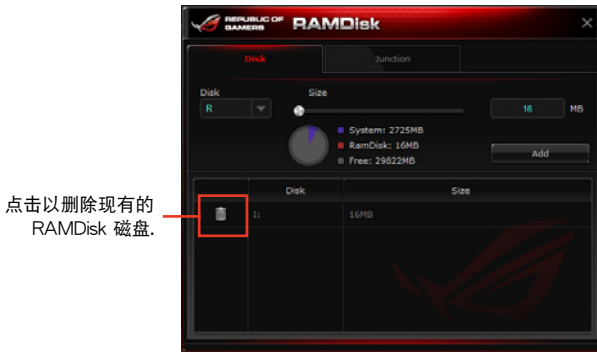 REPUBLIC OF
GAMERS
RAMDisk
Disk
Junction
Disk
Size
R
16
MB
System: 2725MB
RamDisk: 16MB
Free: 29822MB
Add
Disk
Size
I:
16MB
点击以删除现有的
RAMDisk 磁盘.